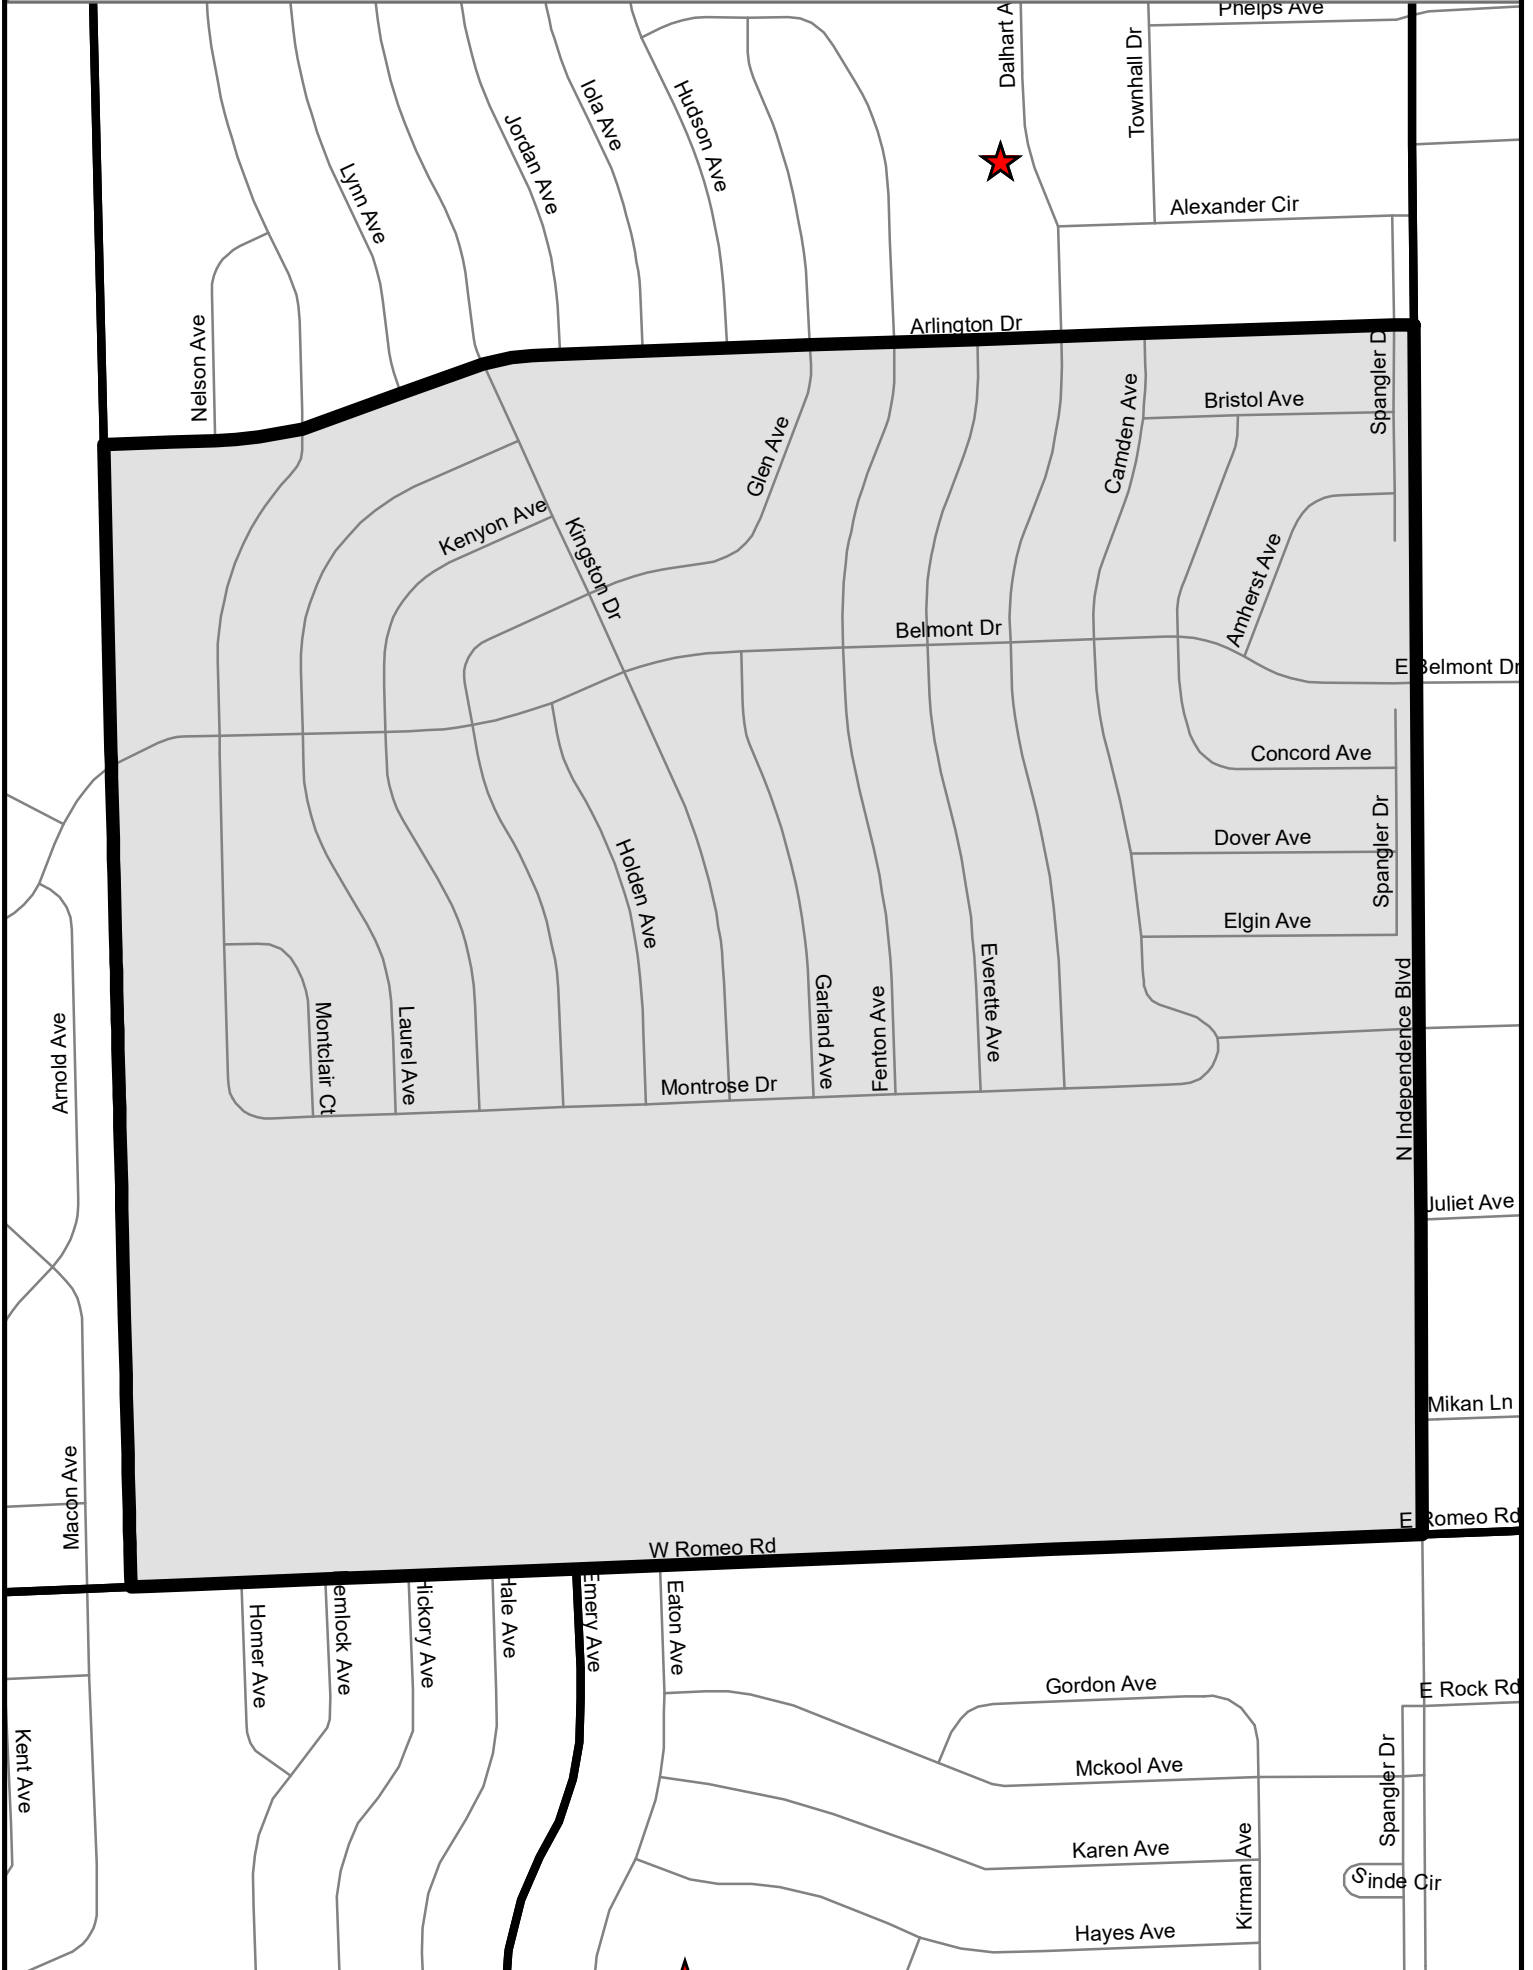 Phelps Ave
Dalhart A
Townhall Dr
Iola Ave
Hudson Ave
Jordan Ave
Lynn Ave
Alexander Cir
Nelson Ave
Arlington Dr
Spangler D
Bristol Ave
Camden Ave
Glen Ave
Kenyon Ave
Kingston Dr
Amherst Ave
Belmont Dr
E Belmont Dr
Concord Ave
Spangler Dr
Dover Ave
Holden Ave
Elgin Ave
Everette Ave
N Independence Blvd
Garland Ave
Fenton Ave
Montclair Ct
Laurel Ave
Arnold Ave
Montrose Dr
Juliet Ave
Mikan Ln
Macon Ave
E Romeo Rd
W Romeo Rd
Homer Ave
emlock Ave
Hickory Ave
Hale Ave
Emery Ave
Eaton Ave
Gordon Ave
E Rock Rd
Kent Ave
Mckool Ave
Spangler Dr
Karen Ave
Kirman Ave
Sinde Cir
Hayes Ave